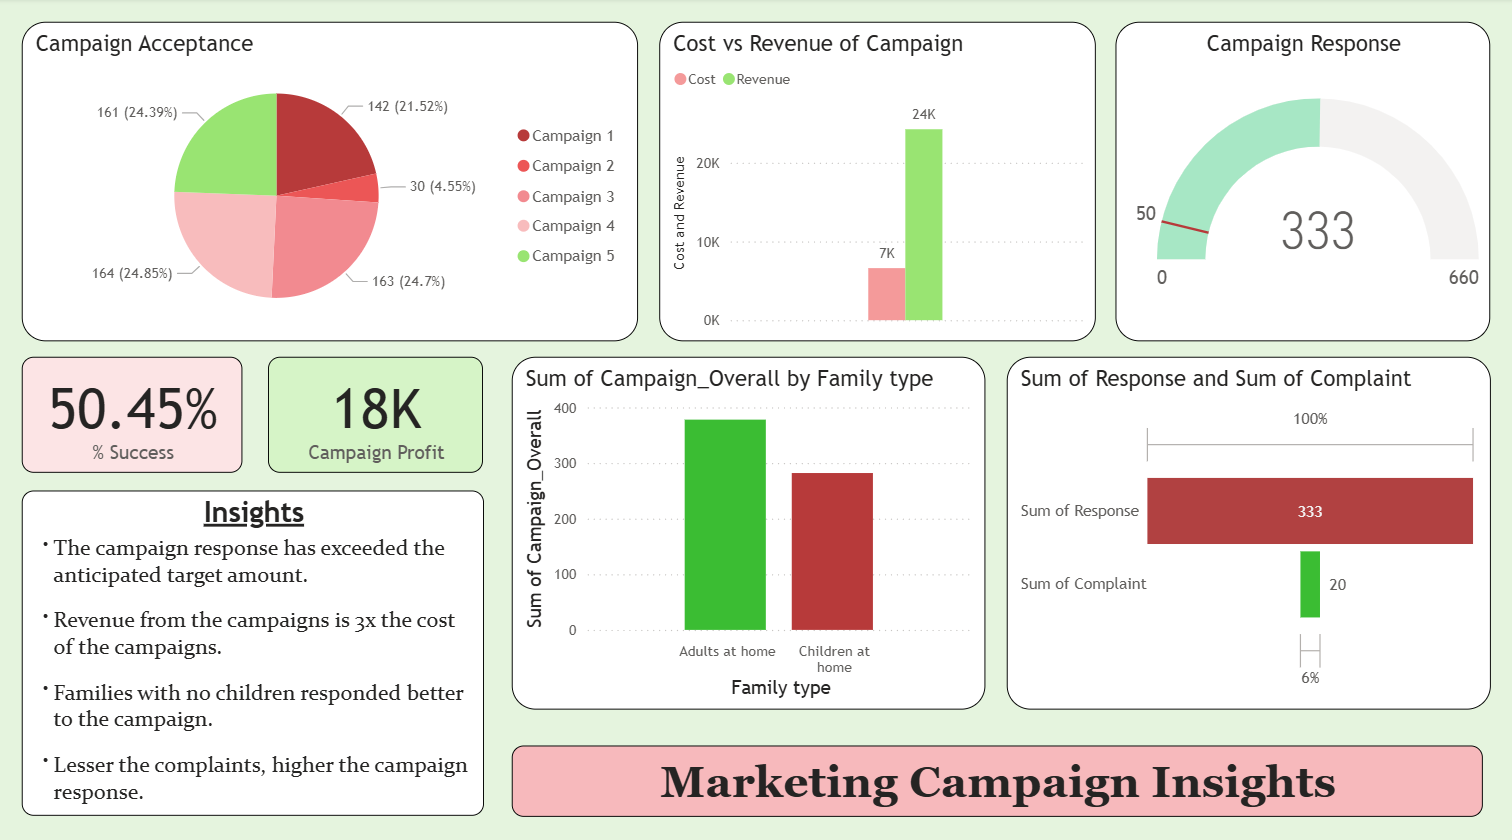 Campaign Acceptance
161 (24.39%)
142 (21.52%)
30 (4.55%)
164 (24.85%)
163 (24.7%)
Campaign 1
Campaign 2
Campaign 3
Campaign 4
Campaign 5
Cost vs Revenue of Campaign
Cost Revenue
Cost and Revenue
20K
10K
0K
7K
24K
Campaign Response
50
333
0
660
50.45%
% Success
18K
Campaign Profit
Insights
• The campaign response has exceeded the
anticipated target amount.
• Revenue from the campaigns is 3x the cost
of the campaigns.
• Families with no children responded better
to the campaign.
• Lesser the complaints, higher the campaign
response.
Sum of Campaign_Overall by Family type
Sum of Campaign_Overall
400
300
200
100
0
Adults at home
Children at
home
Family type
Sum of Response and Sum of Complaint
100%
Sum of Response
333
Sum of Complaint
20
6%
Marketing Campaign Insights